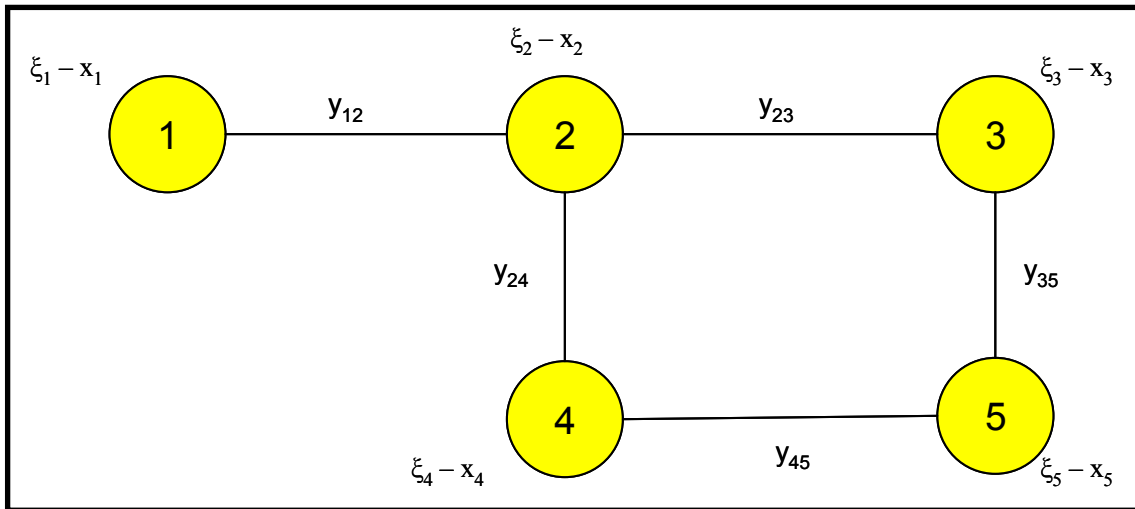 ξ₂ – x₂
ξ₁ – x₁
ξ₃ – x₃
y₁₂
y₂₃
1
2
3
y₂₄
y₃₅
4
5
y₄₅
ξ₄ – x₄
ξ₅ – x₅